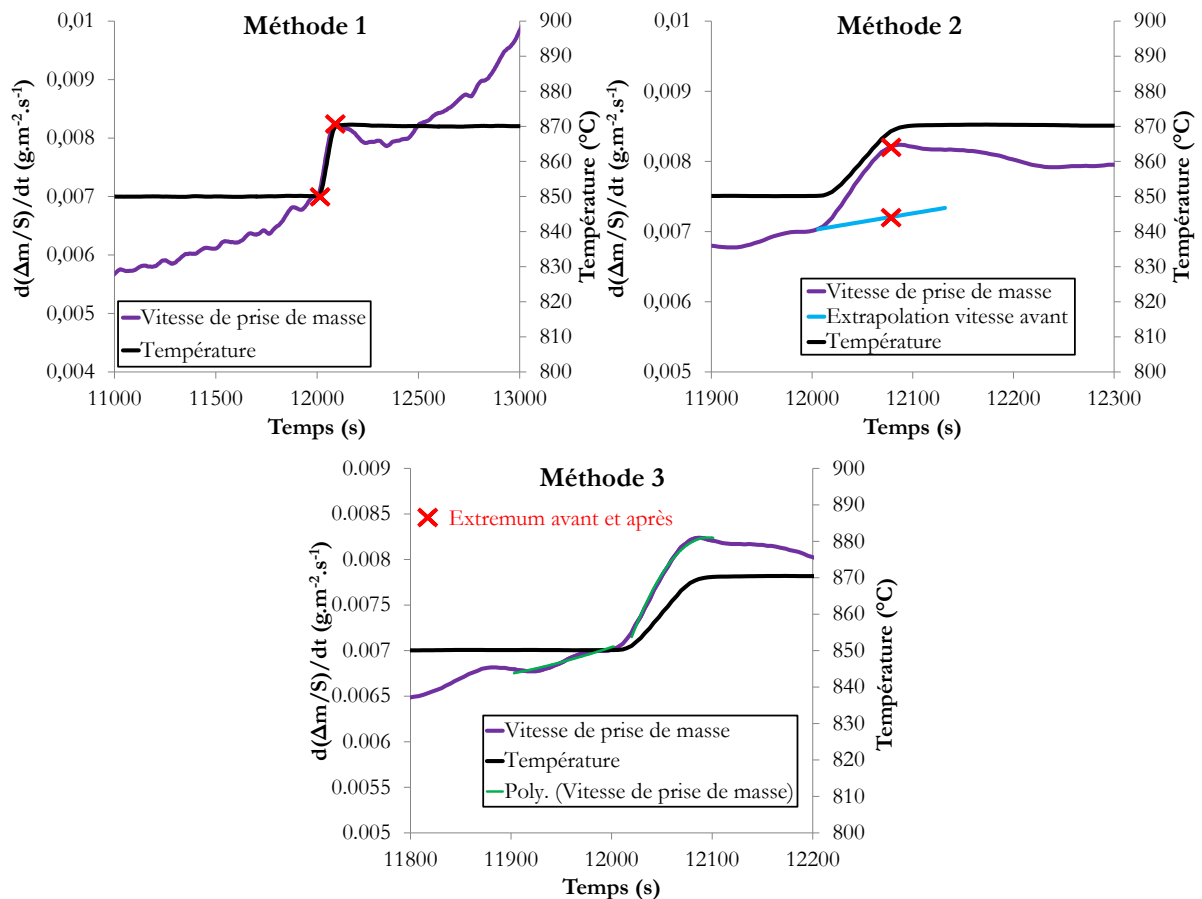 Méthode 1
d(Δm/S)/dt (g.m⁻².s⁻¹)
0,01
0,009
0,008
0,007
0,006
0,005
0,004
900
890
880
870
860
850
840
830
820
810
800
Température (°C)
Vitesse de prise de masse
Température
11000 11500 12000 12500 13000
Temps (s)
Méthode 2
d(Δm/S)/dt (g.m⁻².s⁻¹)
0,01
0,009
0,008
0,007
0,006
0,005
900
890
880
870
860
850
840
830
820
810
800
Température (°C)
Vitesse de prise de masse
Extrapolation vitesse avant
Température
11900 12000 12100 12200 12300
Temps (s)
Méthode 3
Extremum avant et après
d(Δm/S)/dt (g.m⁻².s⁻¹)
0.009
0.0085
0.008
0.0075
0.007
0.0065
0.006
0.0055
0.005
900
890
880
870
860
850
840
830
820
810
800
Température (°C)
Vitesse de prise de masse
Température
Poly. (Vitesse de prise de masse)
11800 11900 12000 12100 12200
Temps (s)